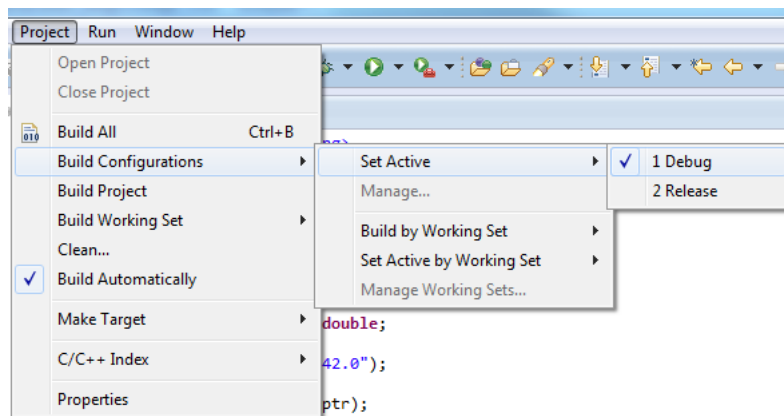 Project Run Window Help
Open Project
Close Project
Build All Ctrl+B
Build Configurations
Build Project
Build Working Set
Clean...
Build Automatically
Make Target
C/C++ Index
Properties
Set Active
Manage...
Build by Working Set
Set Active by Working Set
Manage Working Sets...
1 Debug
2 Release
double;
42.0");
ptr);